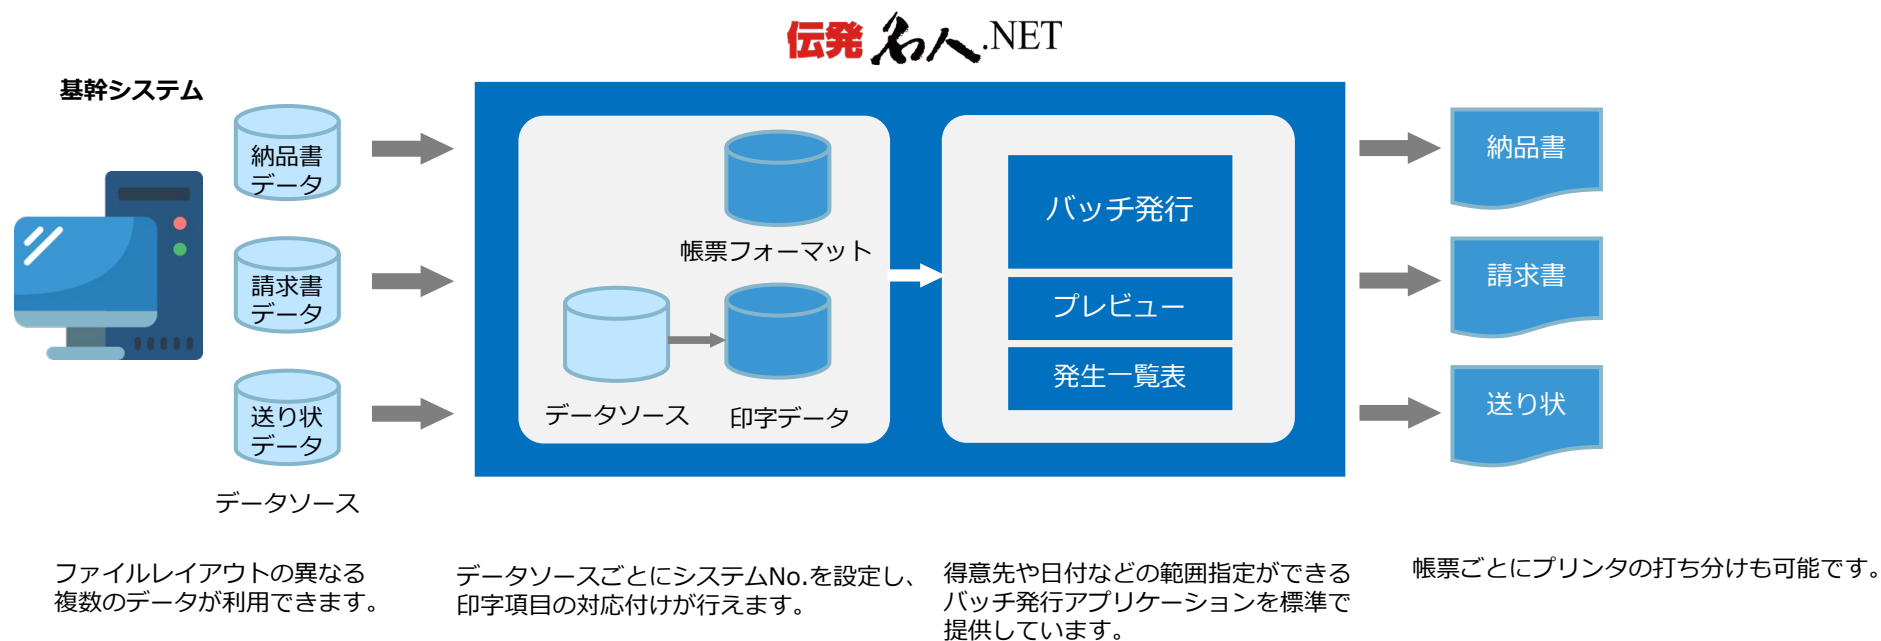 伝発名人.NET
基幹システム
納品書
データ
請求書
データ
送り状
データ
データソース
帳票フォーマット
データソース
印字データ
バッチ発行
プレビュー
発生一覧表
納品書
請求書
送り状
ファイルレイアウトの異なる
複数のデータが利用できます。
データソースごとにシステムNo.を設定し、
印字項目の対応付けが行えます。
得意先や日付などの範囲指定ができる
バッチ発行アプリケーションを標準で
提供しています。
帳票ごとにプリンタの打ち分けも可能です。